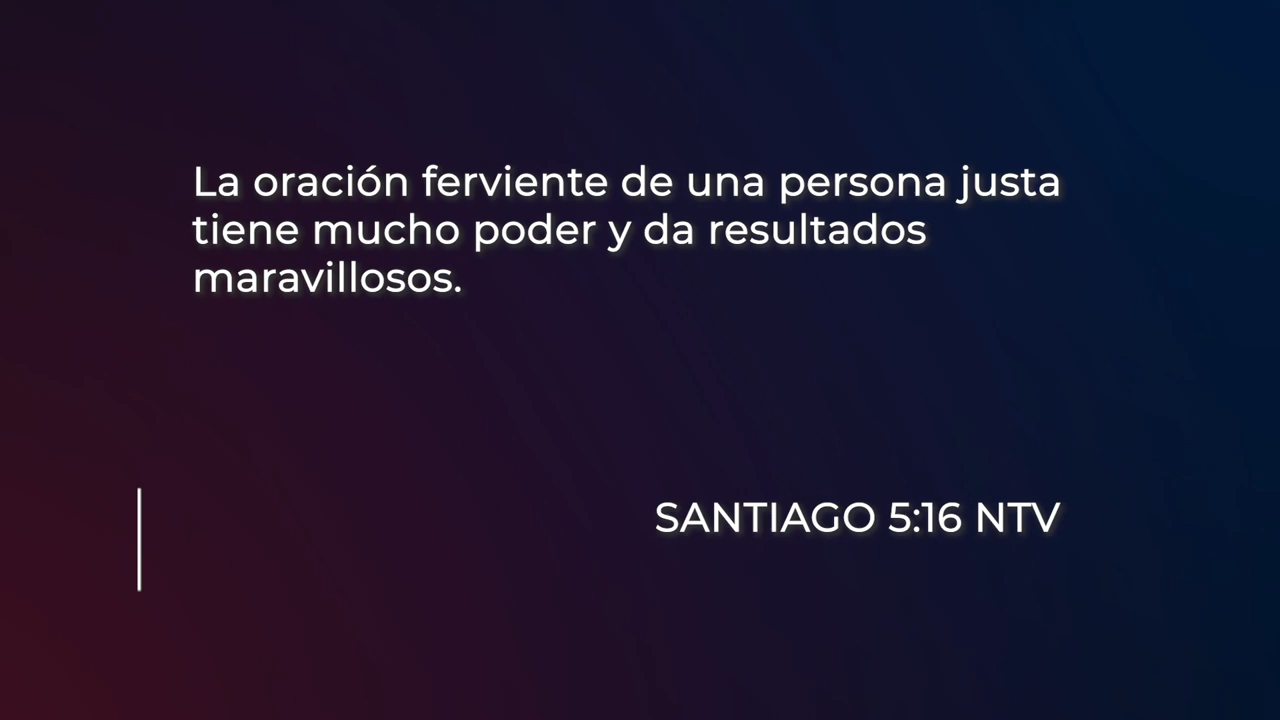 La oración ferviente de una persona justa
tiene mucho poder y da resultados
maravillosos.
SANTIAGO 5:16 NTV